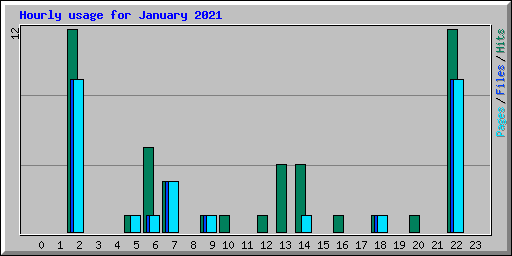 Hourly usage for January 2021
12
Pages/Files/Hits
0 1 2 3 4 5 6 7 8 9 10 11 12 13 14 15 16 17 18 19 20 21 22 23